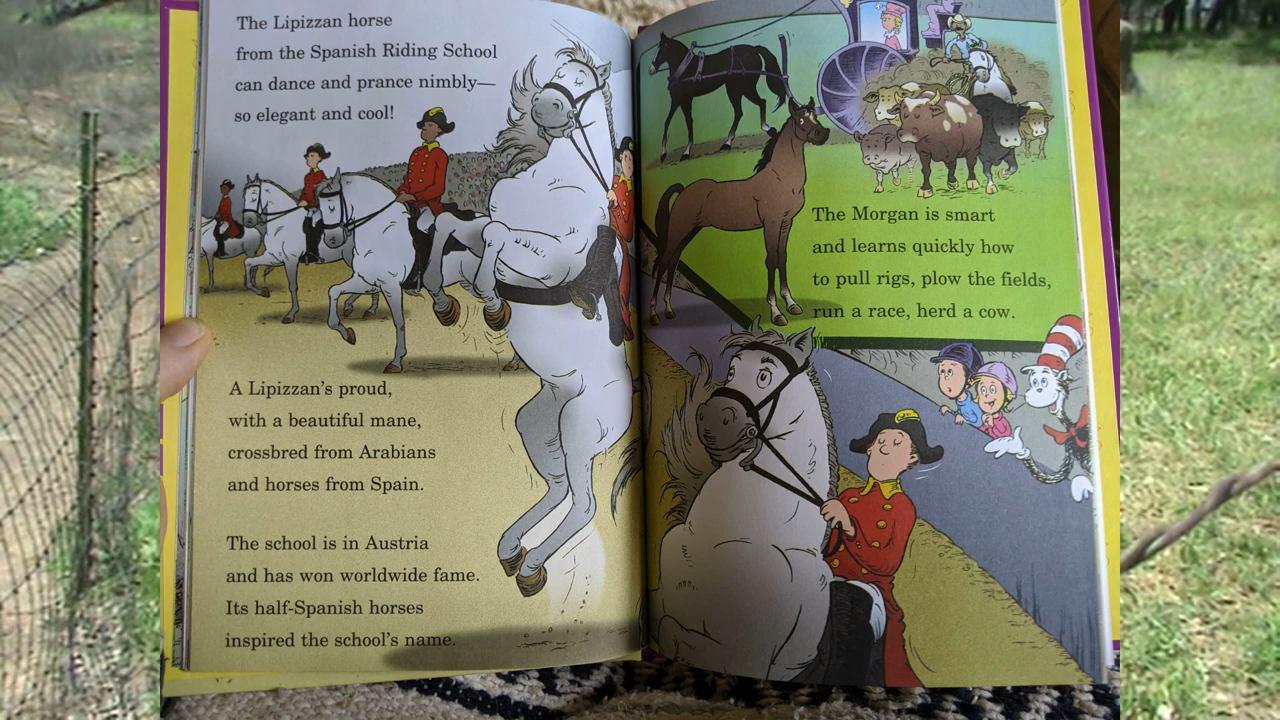 The Lipizzan horse
from the Spanish Riding School
can dance and prance nimbly—
so elegant and cool!
A Lipizzan's proud,
with a beautiful mane,
crossbred from Arabians
and horses from Spain.
The school is in Austria
and has won worldwide fame.
Its half-Spanish horses
inspired the school's name.
The Morgan is smart
and learns quickly how
to pull rigs, plow the fields,
run a race, herd a cow.